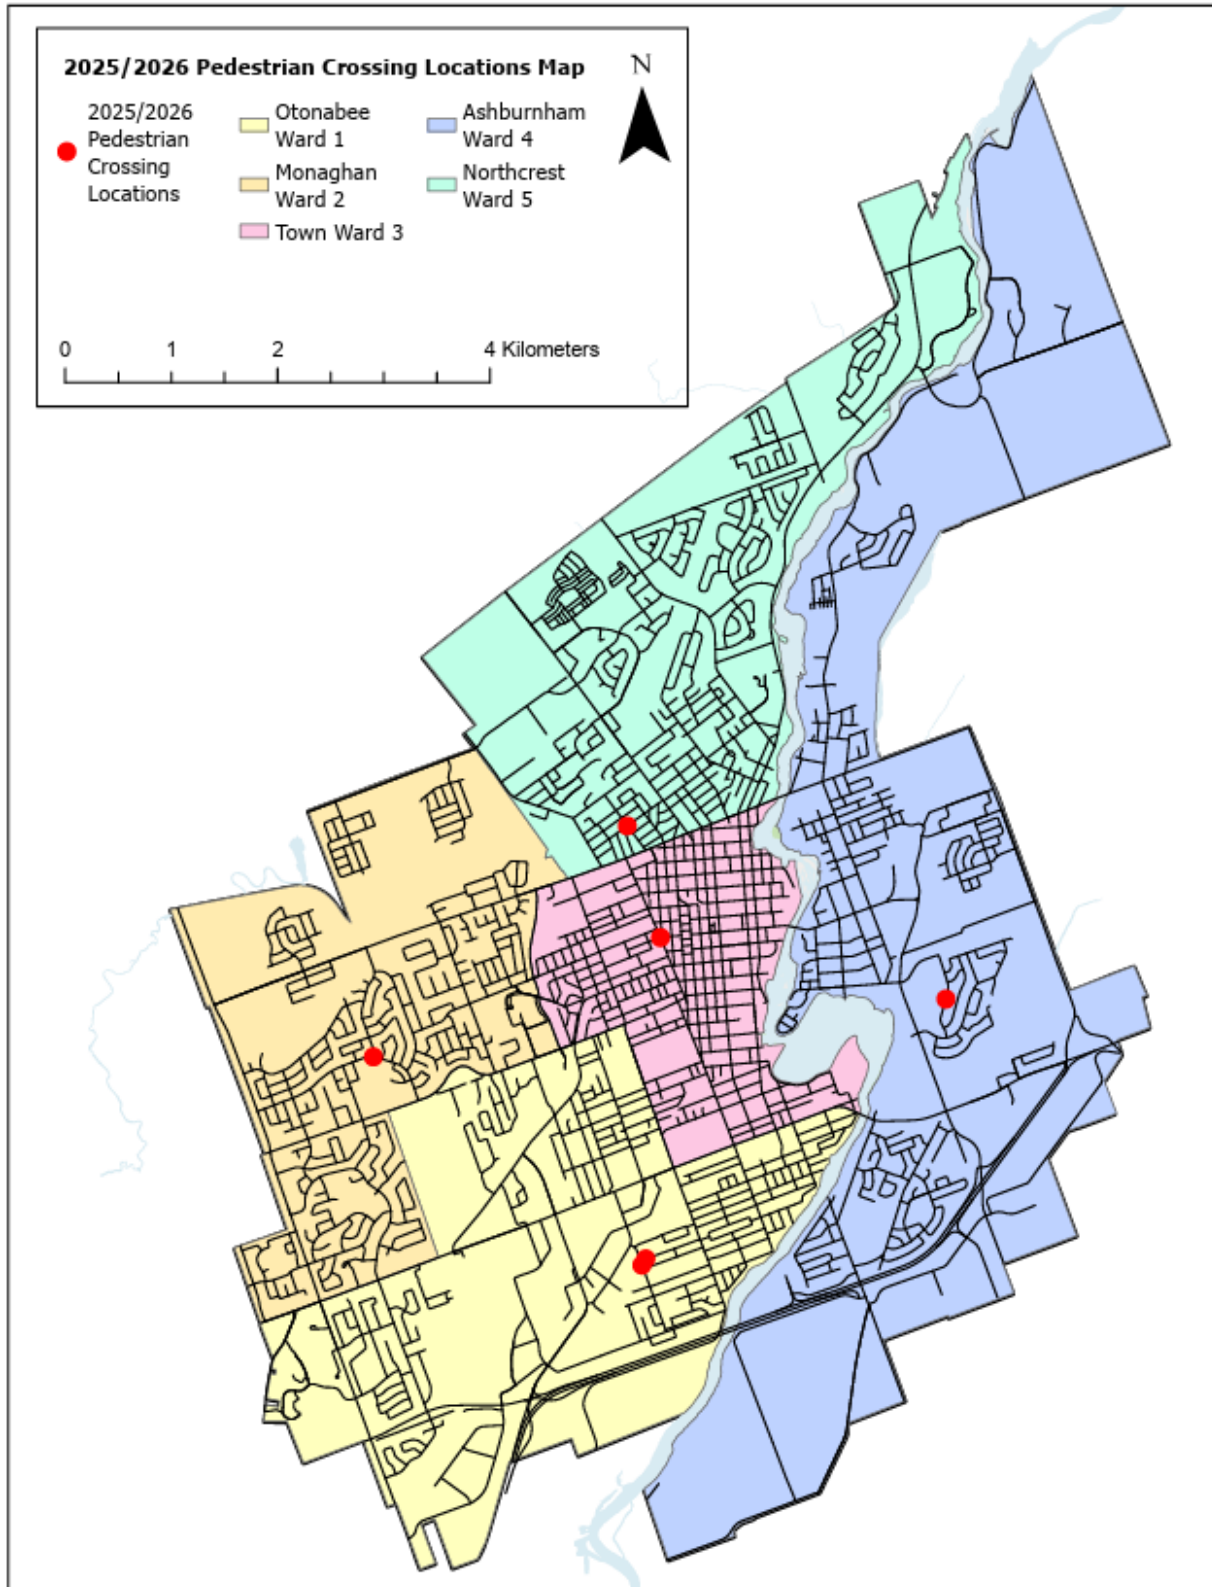 2025/2026 Pedestrian Crossing Locations Map
N
2025/2026
Pedestrian
Crossing
Locations
Otonabee
Ward 1
Monaghan
Ward 2
Town Ward 3
Ashburnham
Ward 4
Northcrest
Ward 5
0 1 2 4 Kilometers